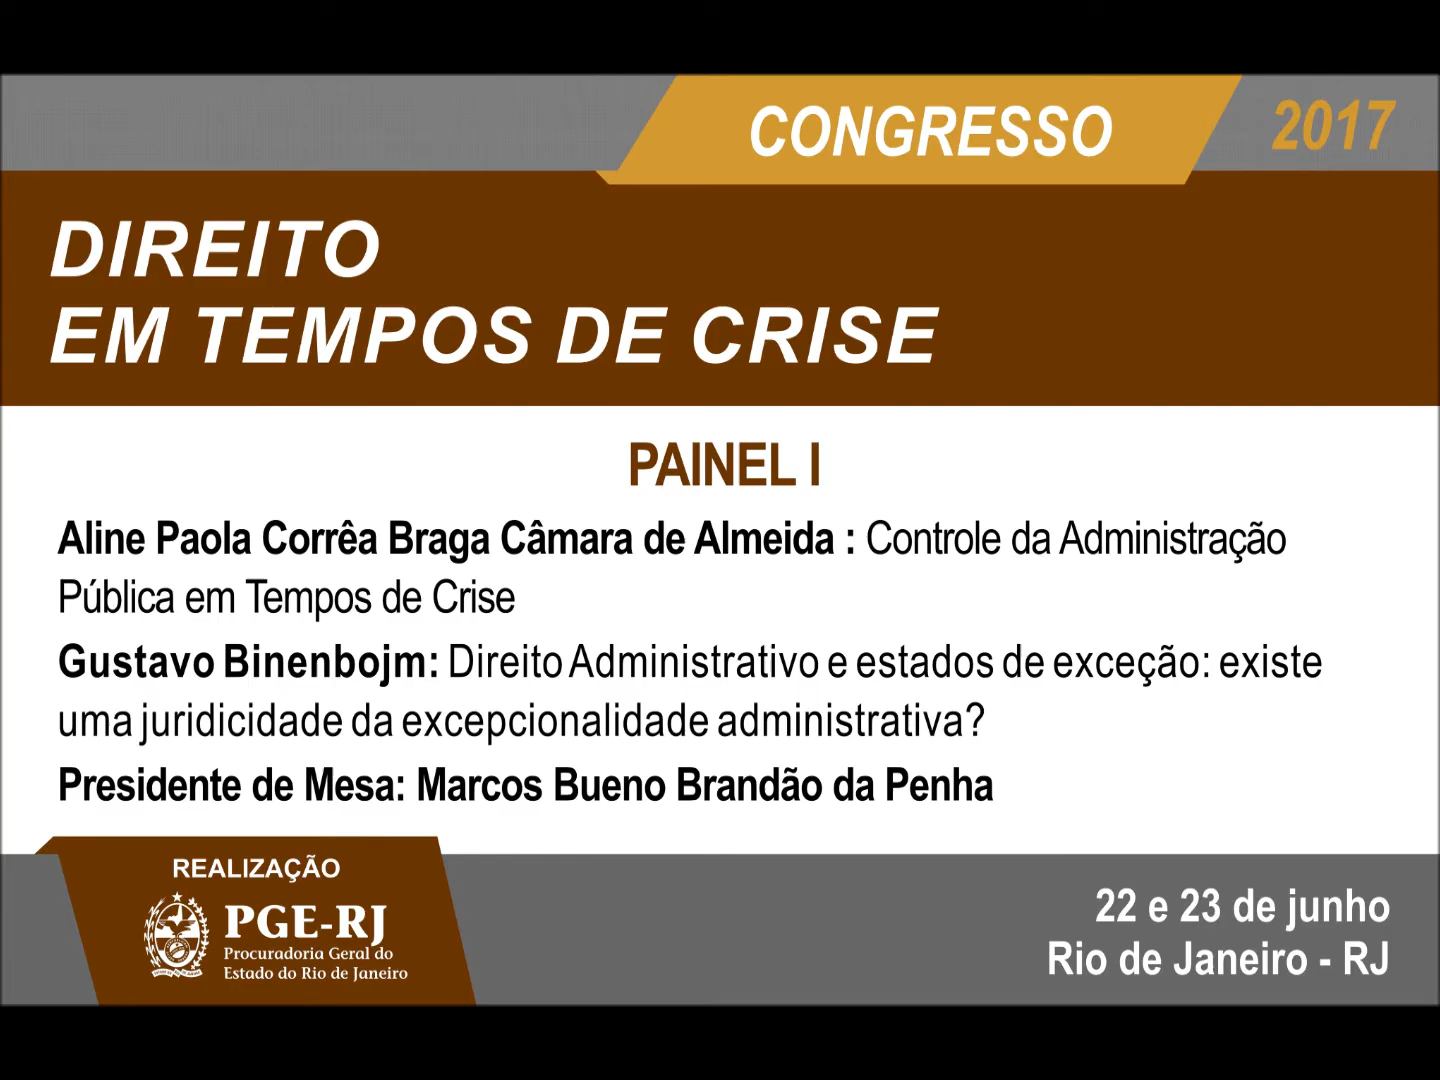 CONGRESSO 2017
DIREITO
EM TEMPOS DE CRISE
PAINEL I
Aline Paola Corrêa Braga Câmara de Almeida : Controle da Administração
Pública em Tempos de Crise
Gustavo Binenbojm: Direito Administrativo e estados de exceção: existe
uma juridicidade da excepcionalidade administrativa?
Presidente de Mesa: Marcos Bueno Brandão da Penha
REALIZAÇÃO
PGE-RJ
Procuradoria Geral do
Estado do Rio de Janeiro
22 e 23 de junho
Rio de Janeiro - RJ